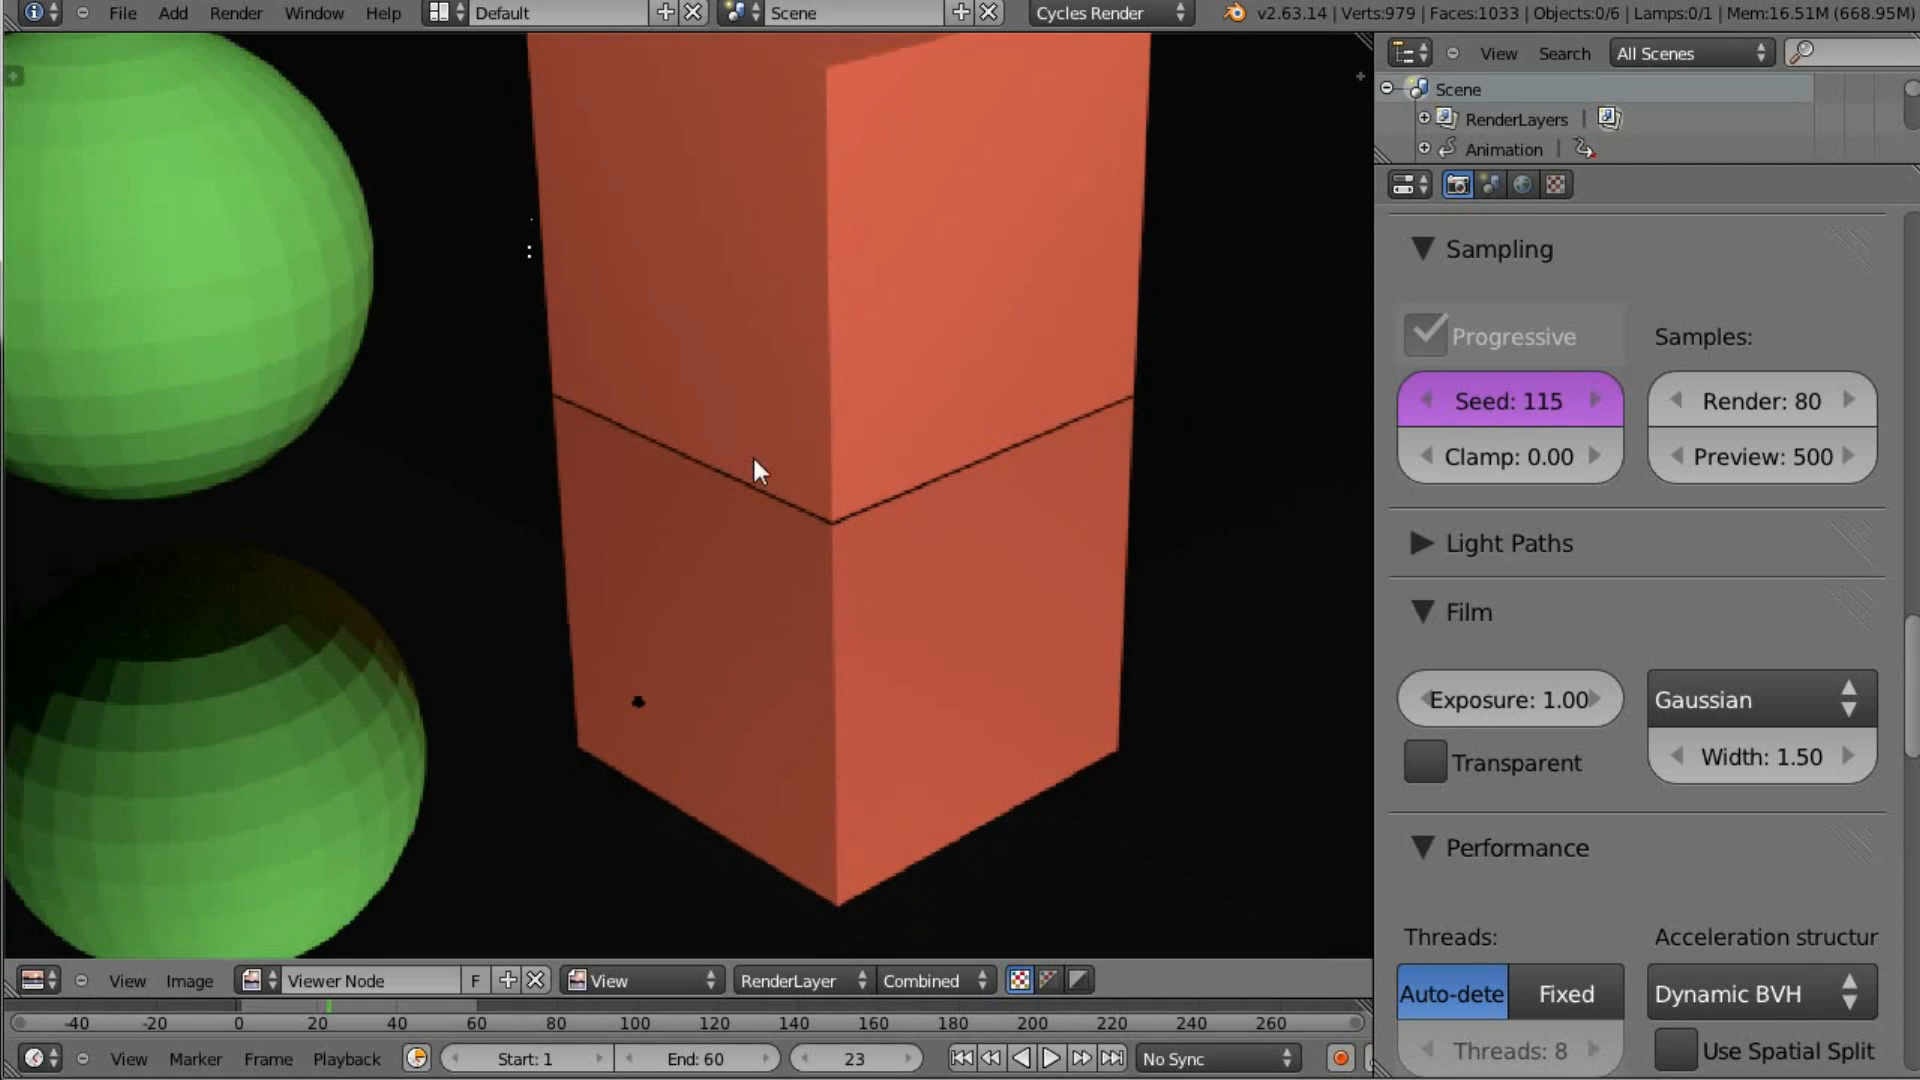 File Add Render Window Help Default Scene Cycles Render v2.63.14 | Verts:979 | Faces:1033 | Objects:0/6 | Lamps:0/1 | Mem:16.51M (668.95M)
View Search All Scenes
Scene
RenderLayers |
Animation |
Sampling
Progressive Samples:
Seed: 115 Render: 80
Clamp: 0.00 Preview: 500
Light Paths
Film
Exposure: 1.00 Gaussian
Transparent Width: 1.50
Performance
Threads: Acceleration structur
Auto-dete Fixed Dynamic BVH
Threads: 8 Use Spatial Split
View Image Viewer Node F View RenderLayer Combined
-40 -20 0 20 40 60 80 100 120 140 160 180 200 220 240 260
View Marker Frame Playback Start: 1 End: 60 23 No Sync